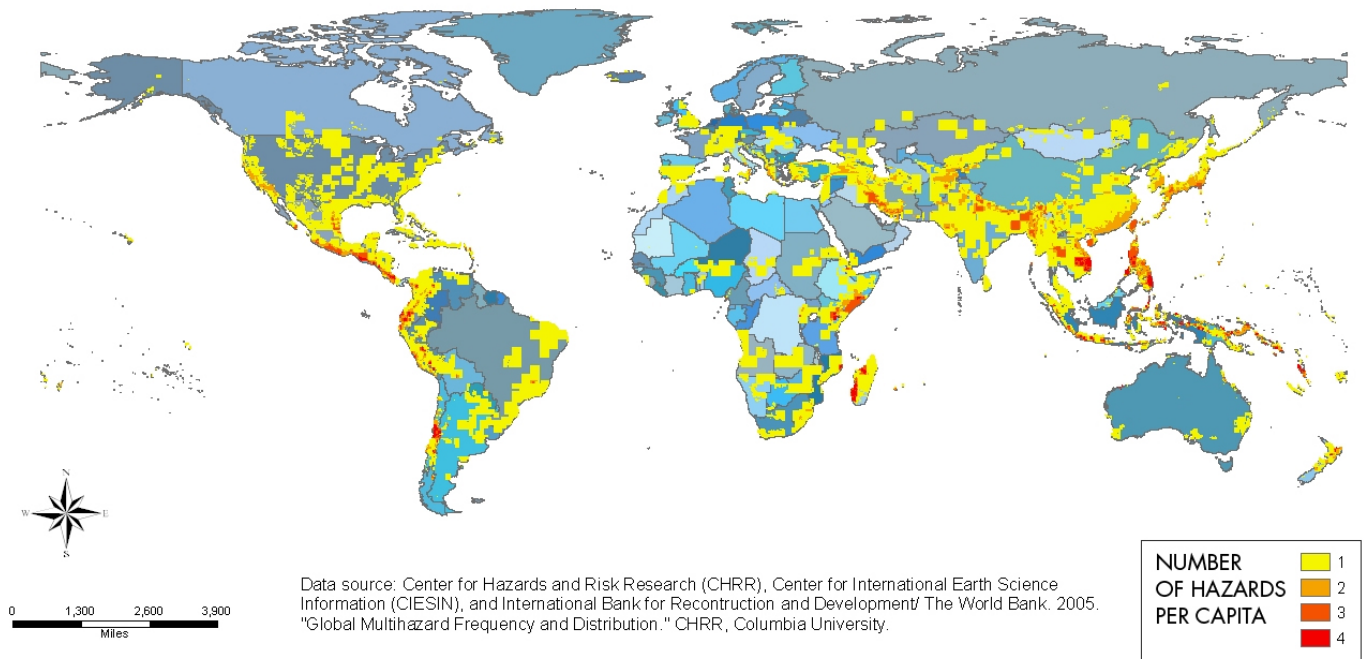 N
W E
S
0 1,300 2,600 3,900
Miles
Data source: Center for Hazards and Risk Research (CHRR), Center for International Earth Science
Information (CIESIN), and International Bank for Recontruction and Development/ The World Bank. 2005.
"Global Multihazard Frequency and Distribution." CHRR, Columbia University.
NUMBER
OF HAZARDS
PER CAPITA
1
2
3
4